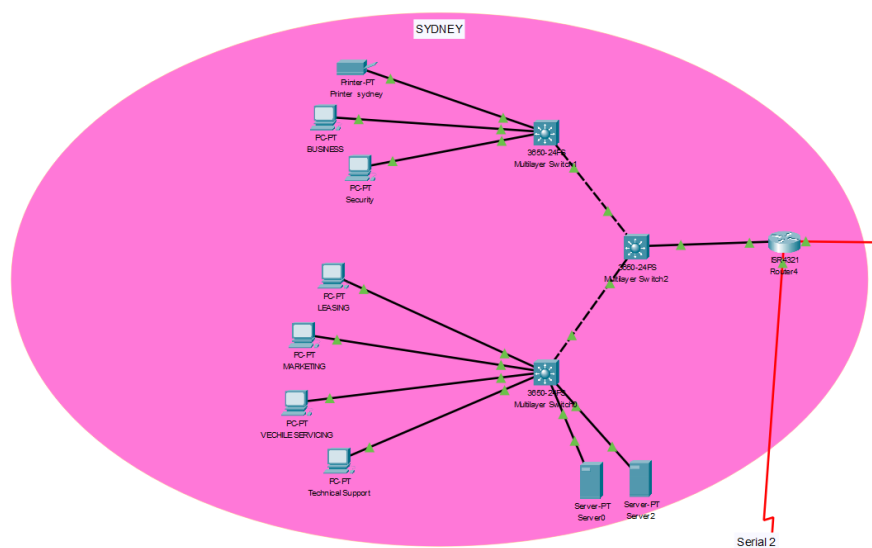 SYDNEY
Printer-PT
Printer sydney
PC-PT
BUSINESS
3650-24PS
Multilayer Switch1
PC-PT
Security
3650-24PS
Multilayer Switch2
ISR4321
Router4
PC-PT
LEASING
PC-PT
MARKETING
3650-24PS
Multilayer Switch0
PC-PT
VECHILE SERVICING
PC-PT
Technical Support
Server-PT
Server0
Server-PT
Server2
Serial 2